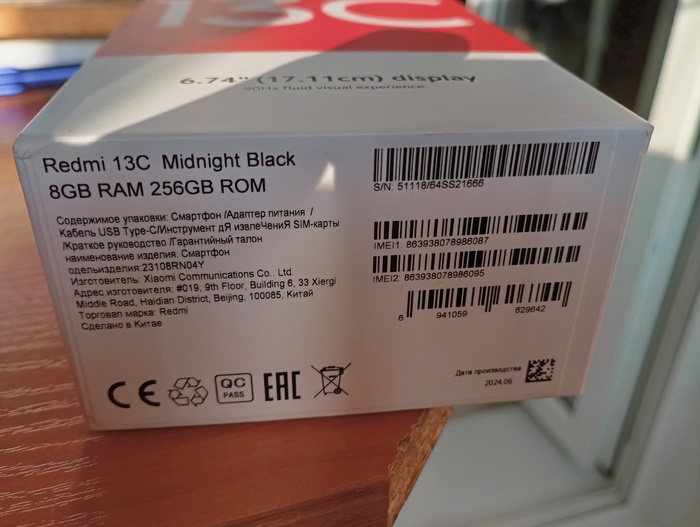 13C
6.74" (17.11cm) display
90Hz fluid visual experience
Redmi 13C Midnight Black
8GB RAM 256GB ROM
Содержимое упаковки: Смартфон /Адаптер питания /
Кабель USB Type-C/Инструмент дЯ извлеЧениЯ SIM-карты
/Краткое руководство /Гарантийный талон
наименование изделия: Смартфон
одельизделия:23108RN04Y
Изготовитель: Xiaomi Communications Co., Ltd.
Адрес изготовителя: #019, 9th Floor, Building 6, 33 Xierqi
Middle Road, Haidian District, Beijing, 100085, Китай
Торговая марка: Redmi
Сделано в Китае
S/N: 51118/64SS21666
IMEI1: 863938078986087
IMEI2: 863938078986095
6 941059 629642
CE
QC
PASS
EAC
Дата производства
2024.06